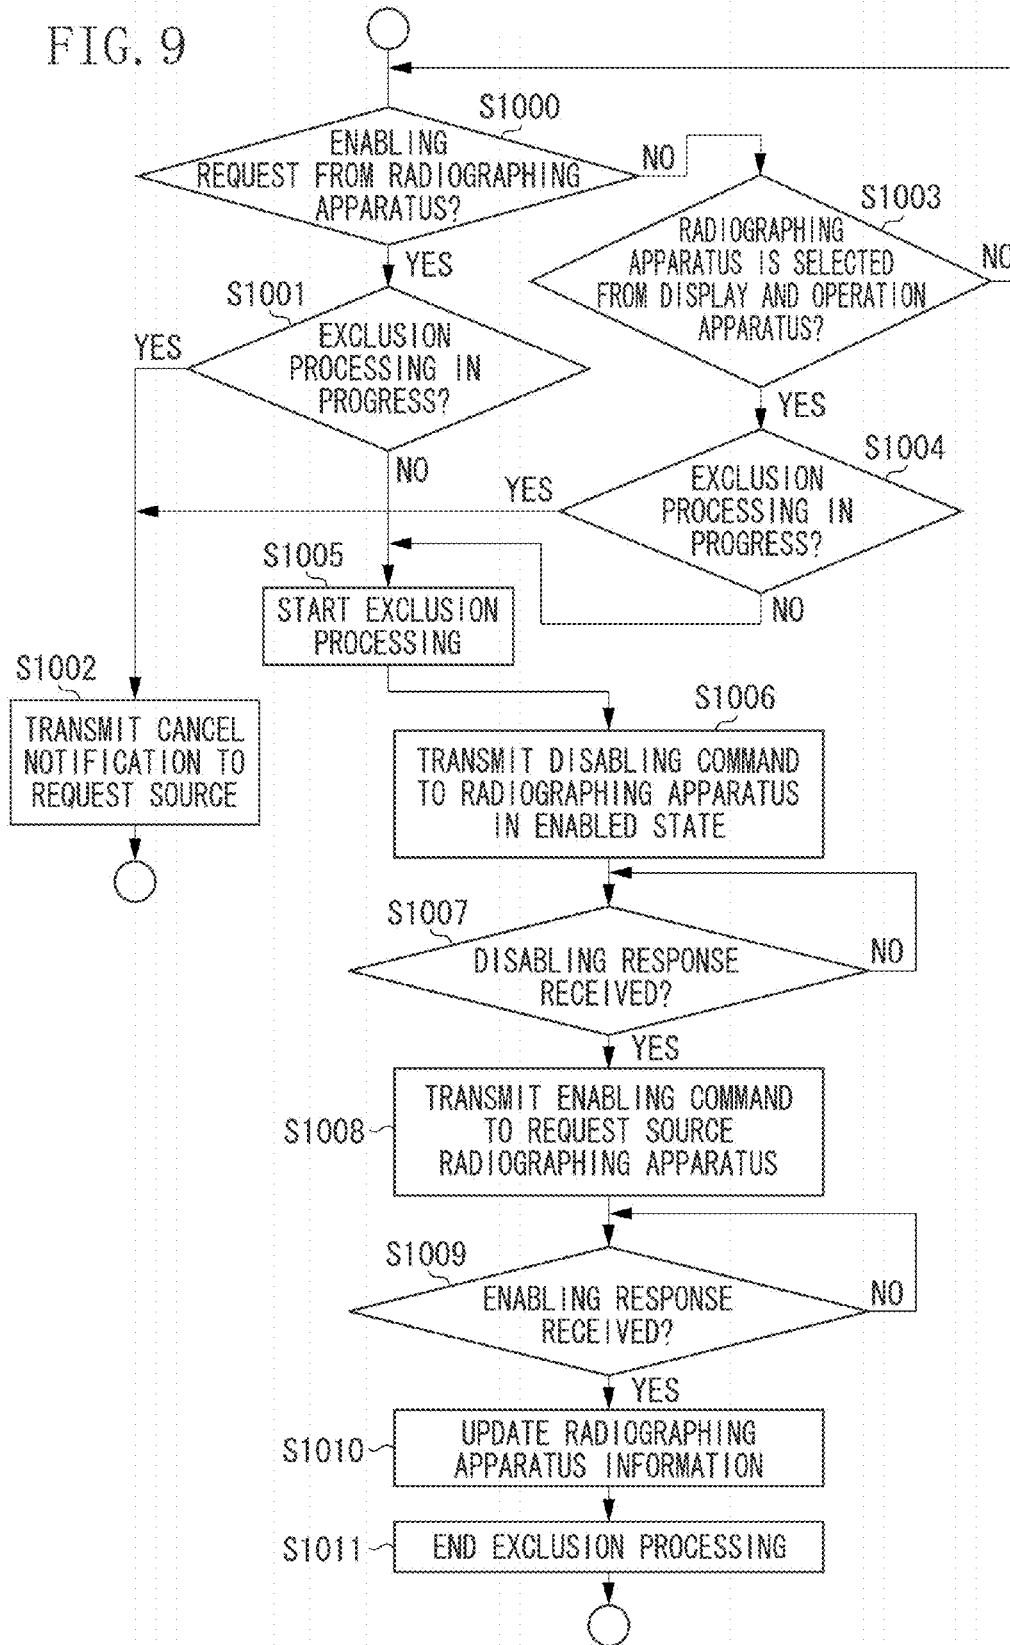 FIG. 9
S1000
ENABLING
REQUEST FROM RADIOGRAPHING
APPARATUS?
NO
YES
S1003
RADIOGRAPHING
APPARATUS IS SELECTED
FROM DISPLAY AND OPERATION
APPARATUS?
NO
YES
S1001
EXCLUSION
PROCESSING IN
PROGRESS?
YES
NO
S1004
EXCLUSION
PROCESSING IN
PROGRESS?
YES
NO
S1005
START EXCLUSION
PROCESSING
S1002
TRANSMIT CANCEL
NOTIFICATION TO
REQUEST SOURCE
S1006
TRANSMIT DISABLING COMMAND
TO RADIOGRAPHING APPARATUS
IN ENABLED STATE
S1007
DISABLING RESPONSE
RECEIVED?
NO
YES
S1008
TRANSMIT ENABLING COMMAND
TO REQUEST SOURCE
RADIOGRAPHING APPARATUS
S1009
ENABLING RESPONSE
RECEIVED?
NO
YES
S1010
UPDATE RADIOGRAPHING
APPARATUS INFORMATION
S1011
END EXCLUSION PROCESSING